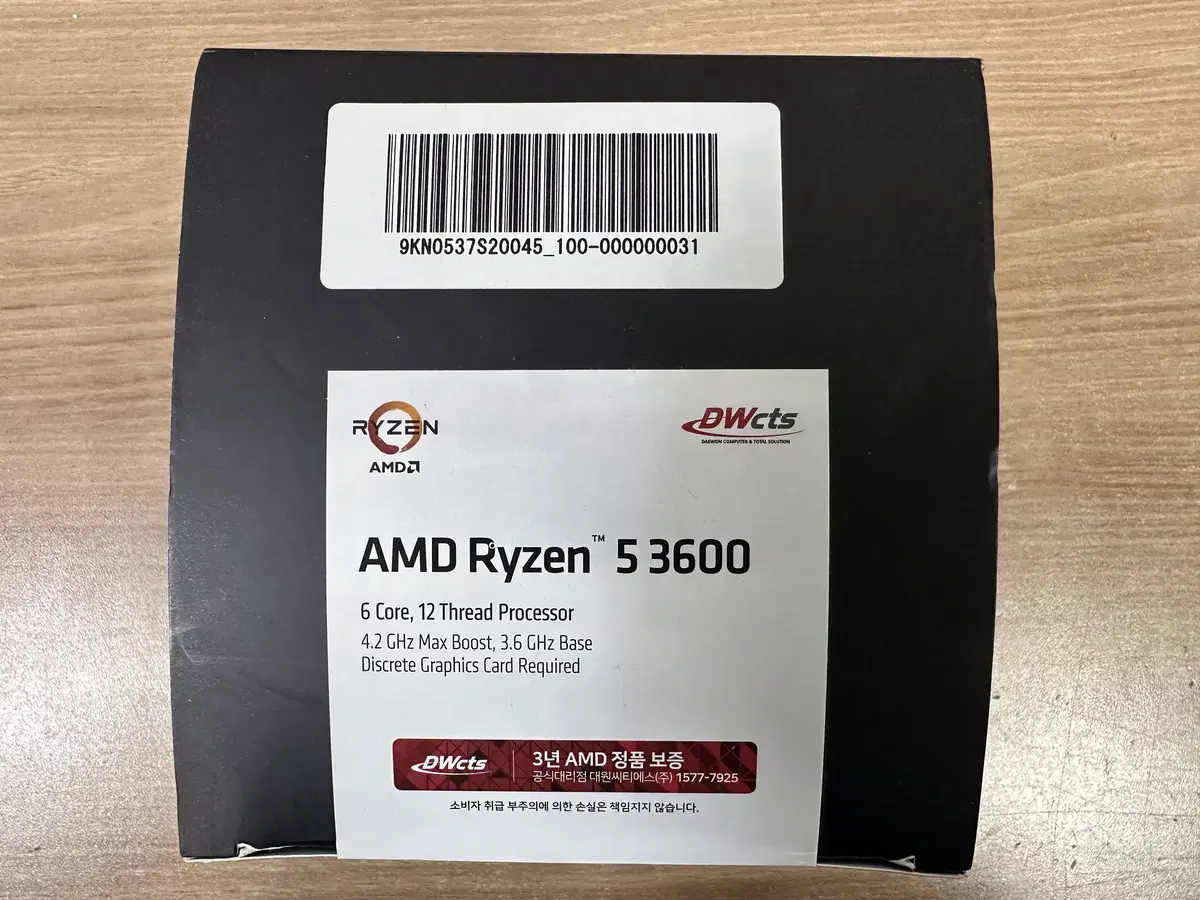 9KN0537S20045_100-000000031
RYZEN
AMD
DWcts
DAEWON COMPUTER & TOTAL SOLUTION
AMD Ryzen™ 5 3600
6 Core, 12 Thread Processor
4.2 GHz Max Boost, 3.6 GHz Base
Discrete Graphics Card Required
DWcts
3년 AMD 정품 보증
공식대리점 대원씨티에스(주) 1577-7925
소비자 취급 부주의에 의한 손실은 책임지지 않습니다.